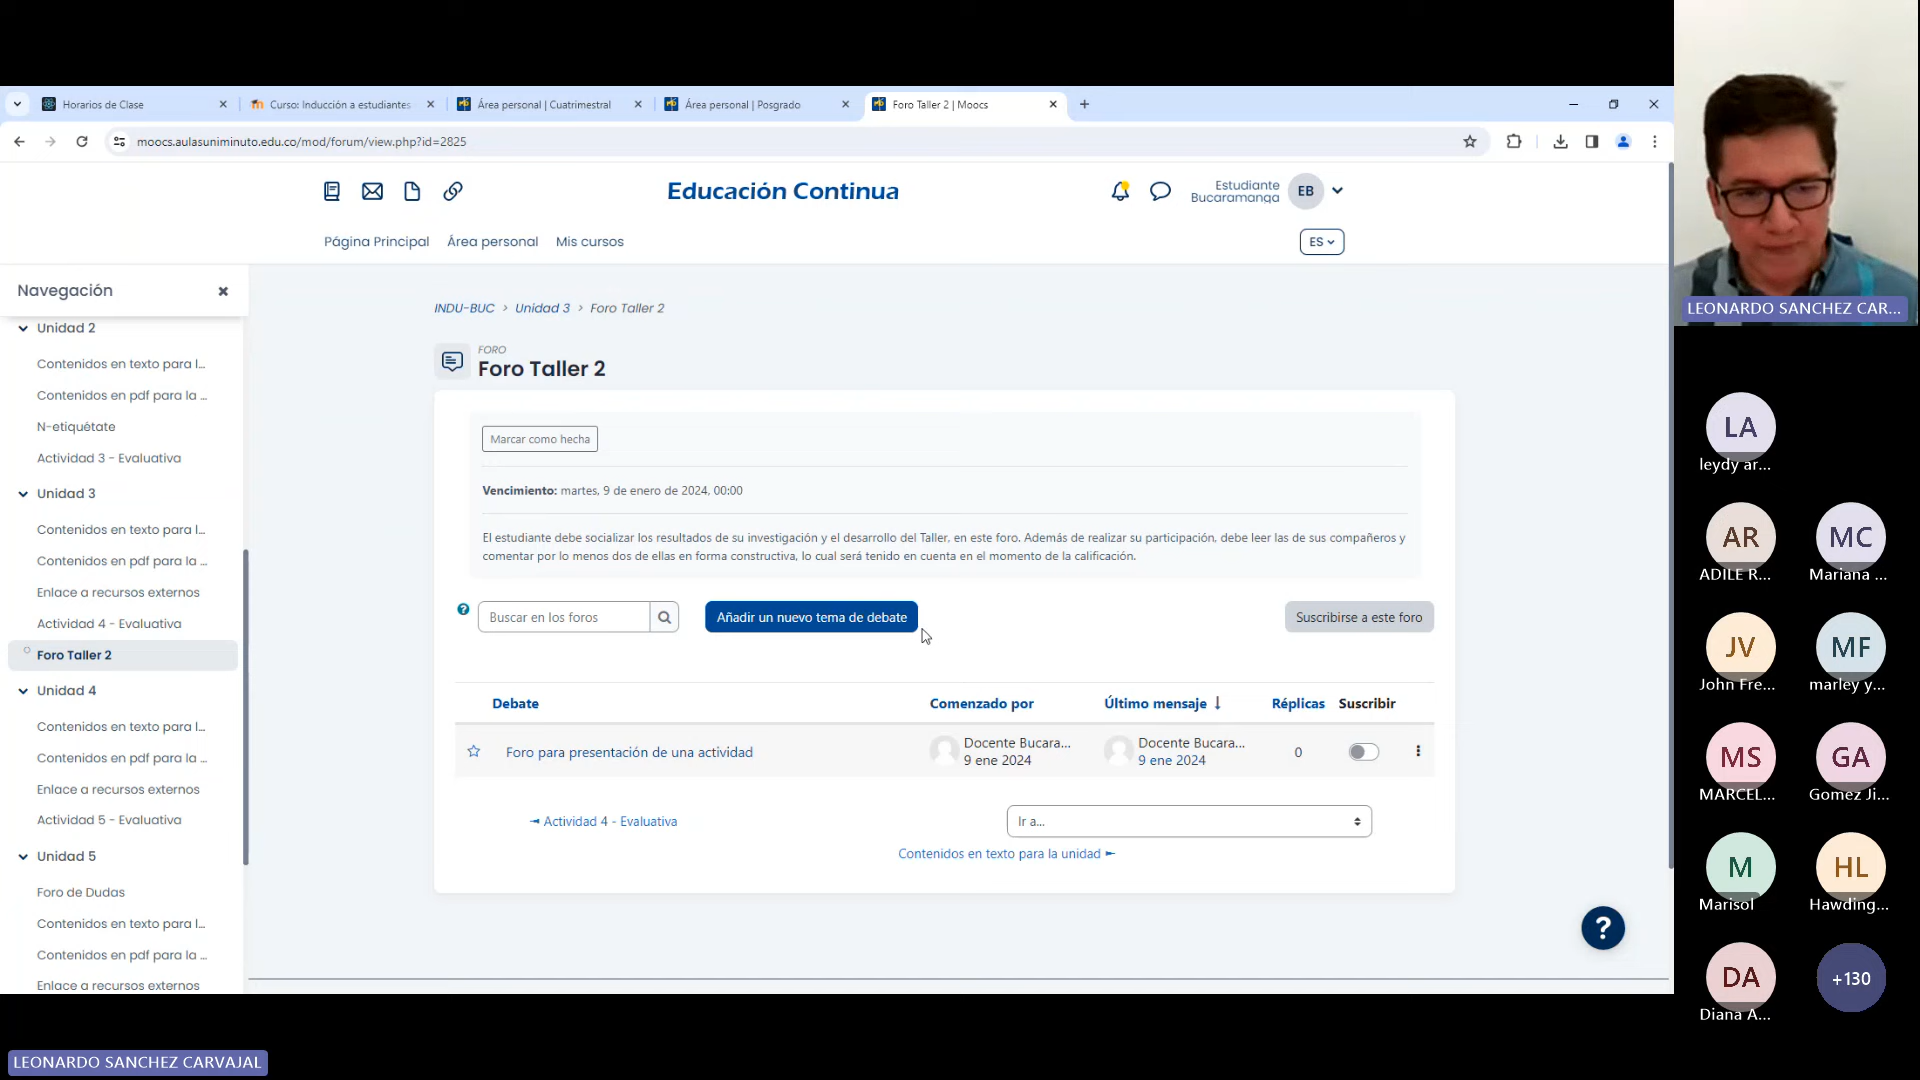 Horarios de Clase
Curso: Inducción a estudiantes
Área personal | Cuatrimestral
Área personal | Posgrado
Foro Taller 2 | Moocs
moocs.aulasuniminuto.edu.co/mod/forum/view.php?id=2825
Educación Continua
Estudiante
Bucaramanga
EB
Página Principal
Área personal
Mis cursos
ES
Navegación
Unidad 2
Contenidos en texto para l...
Contenidos en pdf para la ...
N-etiquétate
Actividad 3 - Evaluativa
Unidad 3
Contenidos en texto para l...
Contenidos en pdf para la ...
Enlace a recursos externos
Actividad 4 - Evaluativa
Foro Taller 2
Unidad 4
Contenidos en texto para l...
Contenidos en pdf para la ...
Enlace a recursos externos
Actividad 5 - Evaluativa
Unidad 5
Foro de Dudas
Contenidos en texto para l...
Contenidos en pdf para la ...
Enlace a recursos externos
INDU-BUC > Unidad 3 > Foro Taller 2
FORO
Foro Taller 2
Marcar como hecha
Vencimiento: martes, 9 de enero de 2024, 00:00
El estudiante debe socializar los resultados de su investigación y el desarrollo del Taller, en este foro. Además de realizar su participación, debe leer las de sus compañeros y
comentar por lo menos dos de ellas en forma constructiva, lo cual será tenido en cuenta en el momento de la calificación.
Buscar en los foros
Añadir un nuevo tema de debate
Suscribirse a este foro
Debate
Comenzado por
Último mensaje
Réplicas
Suscribir
Foro para presentación de una actividad
Docente Bucara...
9 ene 2024
Docente Bucara...
9 ene 2024
0
Actividad 4 - Evaluativa
Ir a...
Contenidos en texto para la unidad
?
LEONARDO SANCHEZ CAR...
LA
leydy ar...
AR
ADILE R...
MC
Mariana ...
JV
John Fre...
MF
marley y...
MS
MARCEL...
GA
Gomez Ji...
M
Marisol
HL
Hawding...
DA
Diana A...
+130
LEONARDO SANCHEZ CARVAJAL